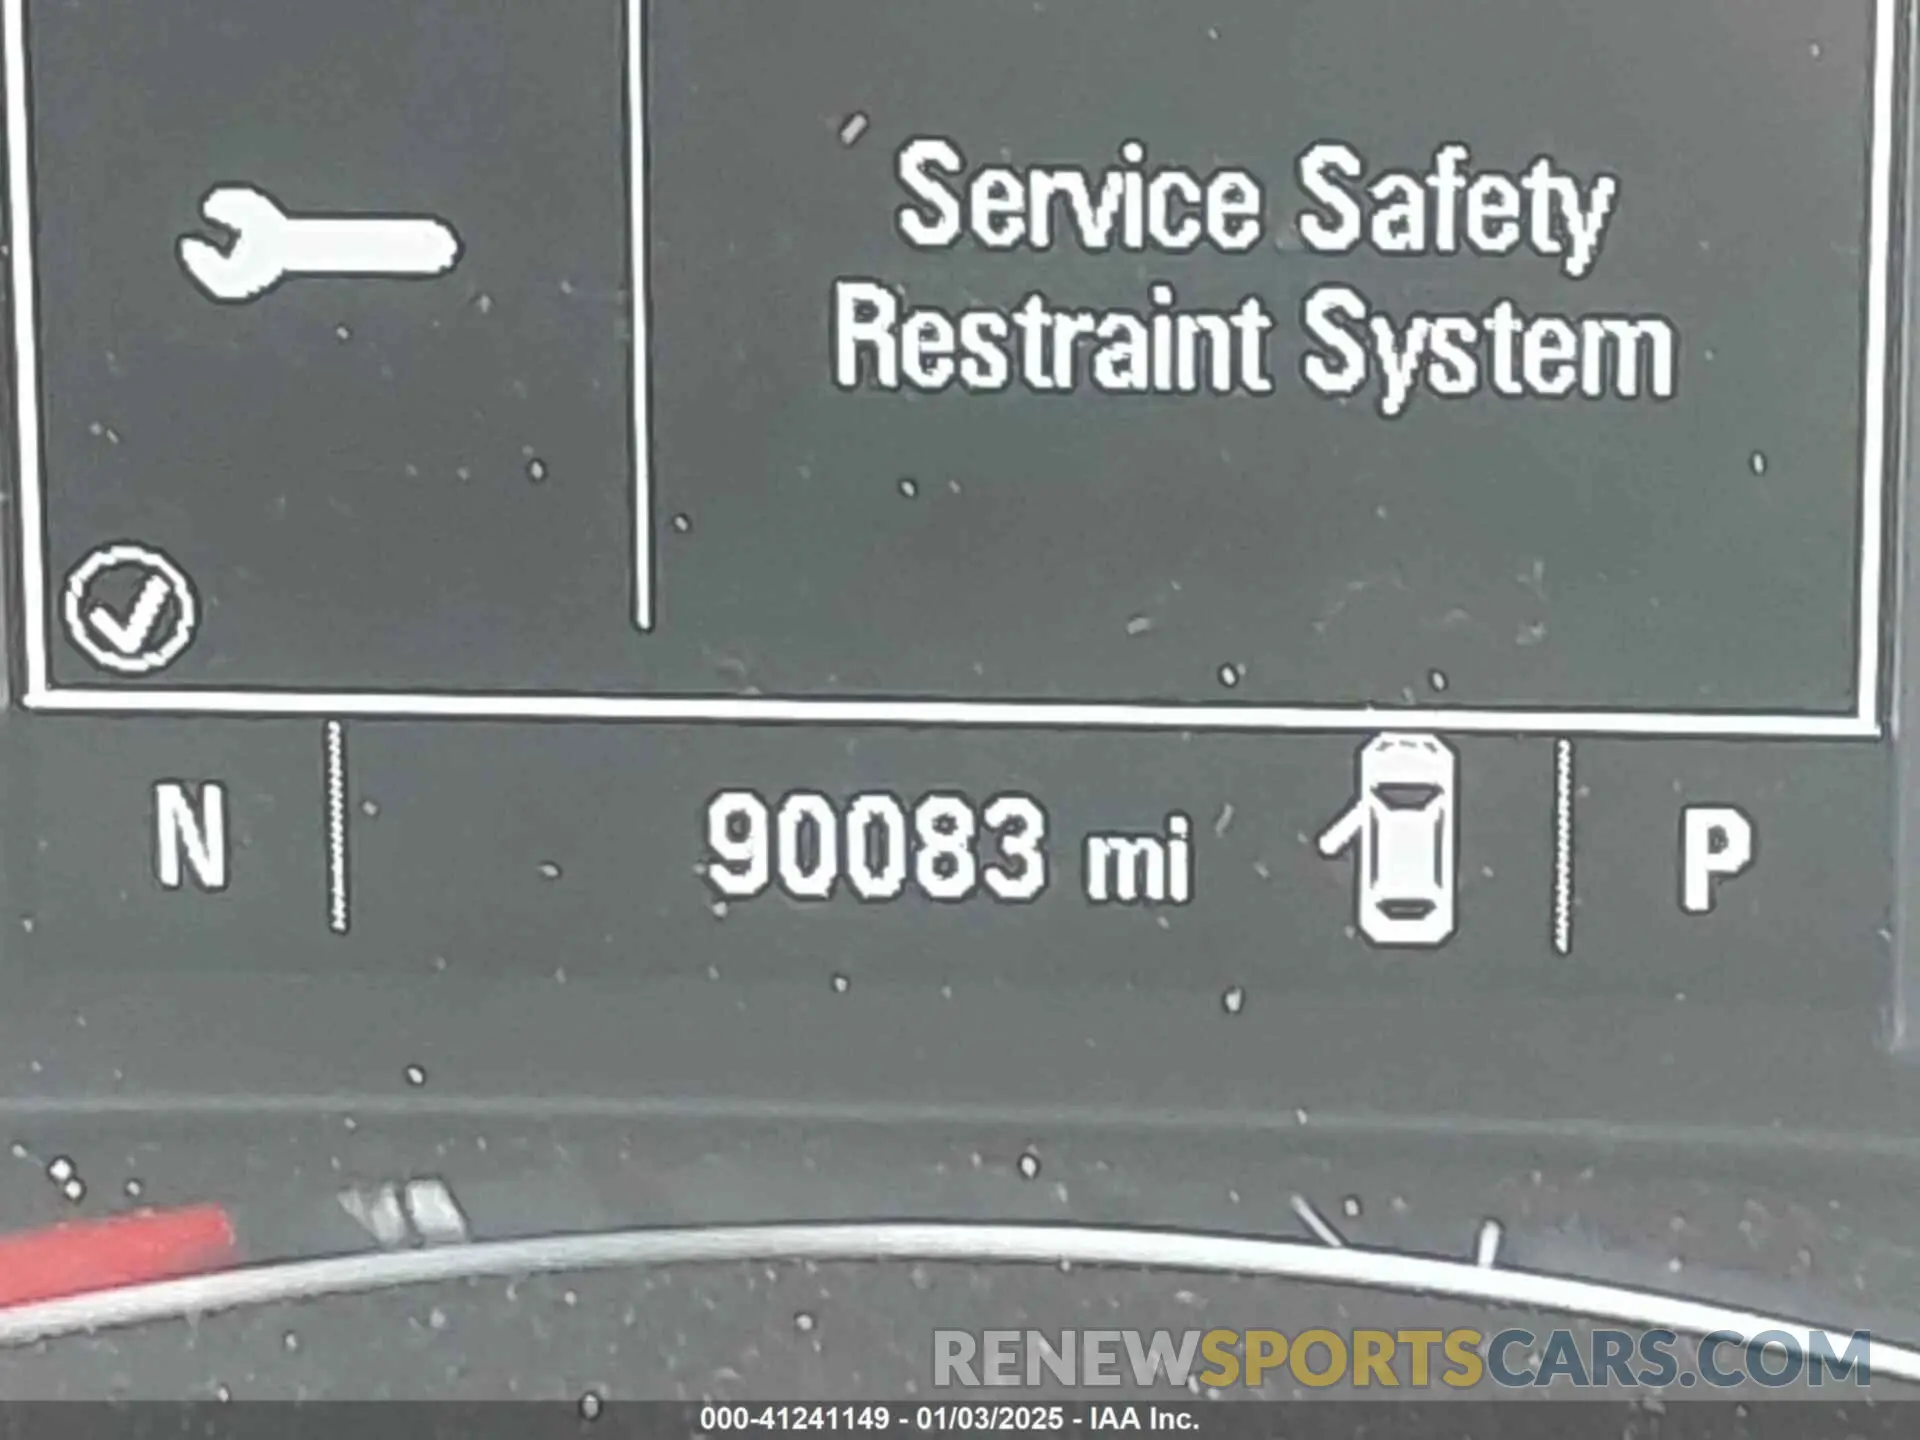 Service Safety
Restraint System
N 90083 mi P
RENEWSPORTSCARS.COM
000-41241149 - 01/03/2025 - IAA Inc.